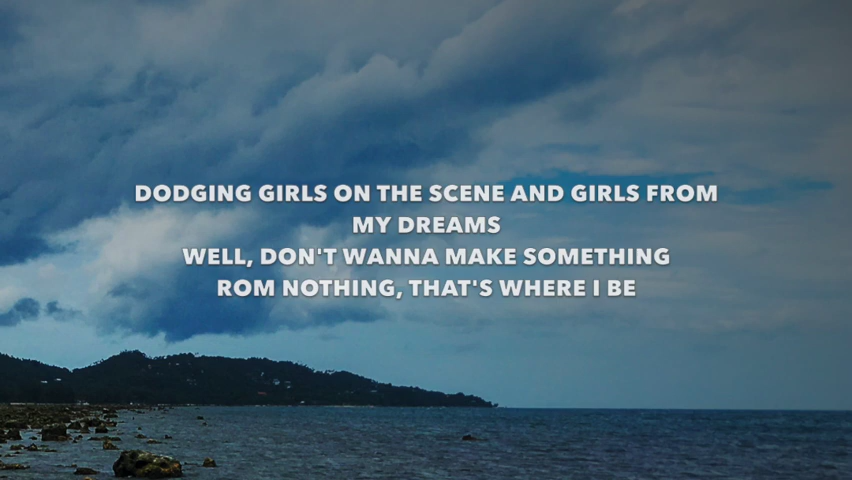 DODGING GIRLS ON THE SCENE AND GIRLS FROM
MY DREAMS
WELL, DON'T WANNA MAKE SOMETHING
ROM NOTHING, THAT'S WHERE I BE